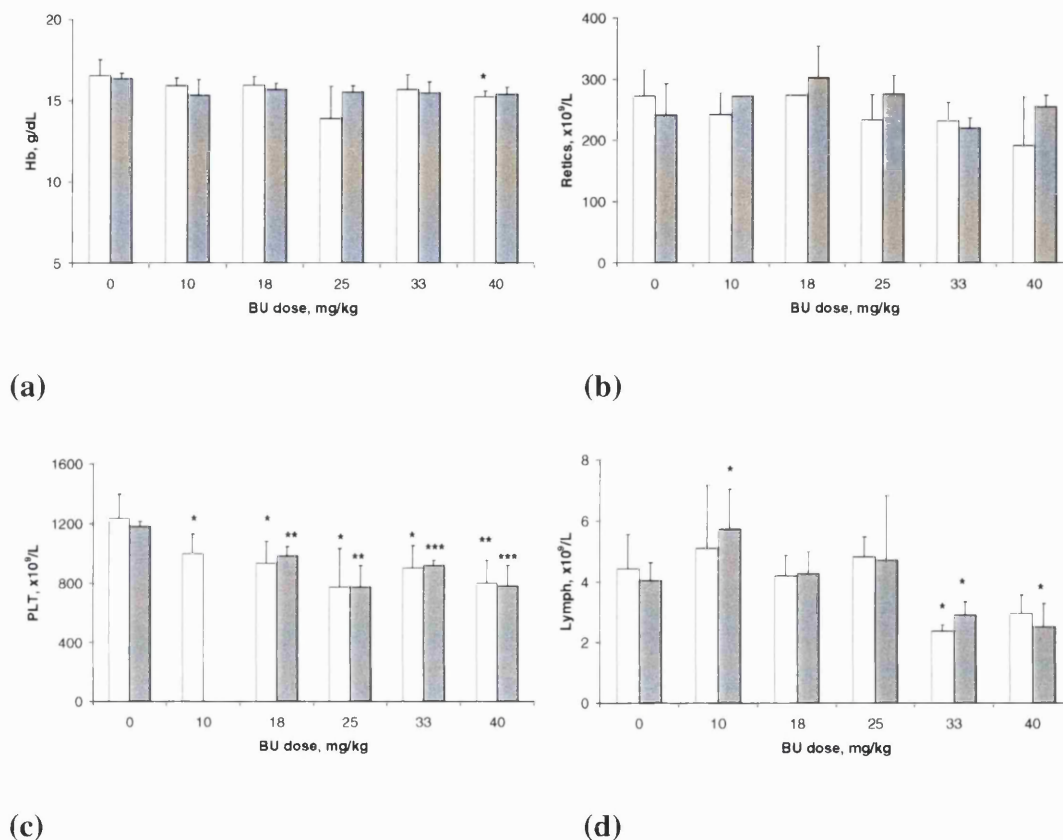 20
15
10
5
Hb, g/dL
*
0 10 18 25 33 40
BU dose, mg/kg
(a)
400
300
200
100
0
Retics, x10⁹/L
0 10 18 25 33 40
BU dose, mg/kg
(b)
1600
1200
800
400
0
PLT, x10⁹/L
* * ** * ** * *** ** ***
0 10 18 25 33 40
BU dose, mg/kg
(c)
8
6
4
2
0
Lymph, x10⁹/L
* * * *
0 10 18 25 33 40
BU dose, mg/kg
(d)